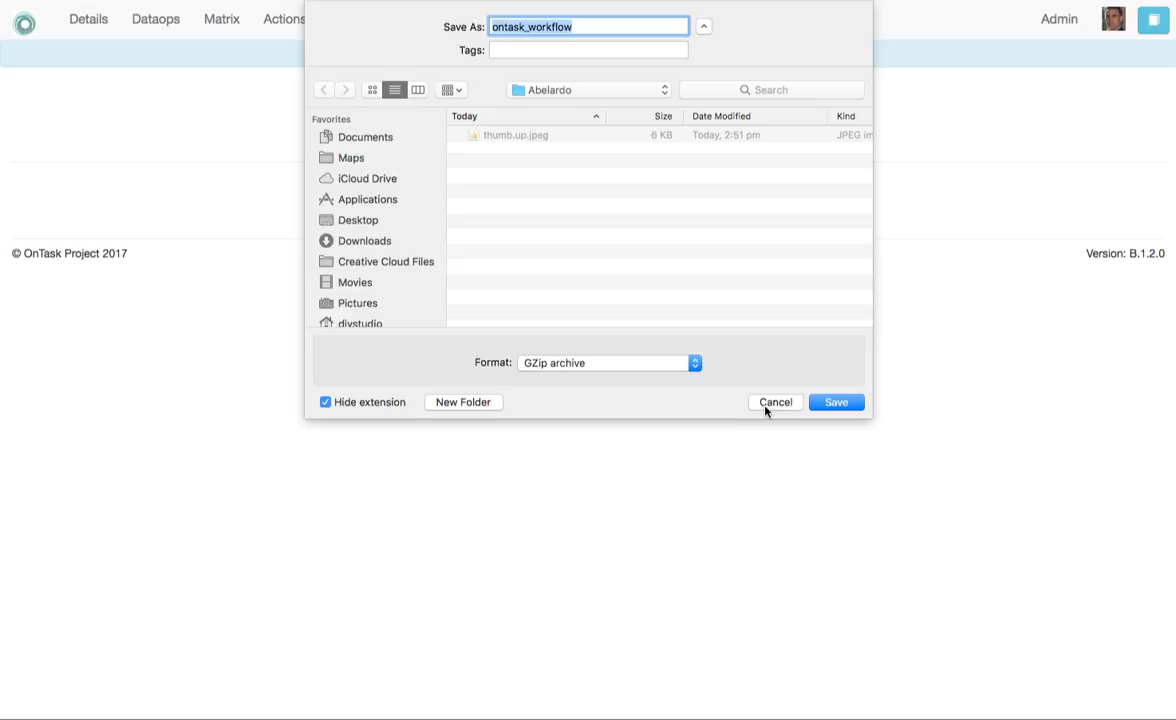 Details Dataops Matrix Actions
Save As: ontask_workflow
Admin
Tags:
Abelardo
Search
Favorites
Today Size Date Modified Kind
thumb.up.jpeg 6 KB Today, 2:51 pm JPEG im
Documents
Maps
iCloud Drive
Applications
Desktop
Downloads
Creative Cloud Files
Movies
Pictures
divstudio
© OnTask Project 2017
Version: B.1.2.0
Format: GZip archive
Hide extension New Folder Cancel Save